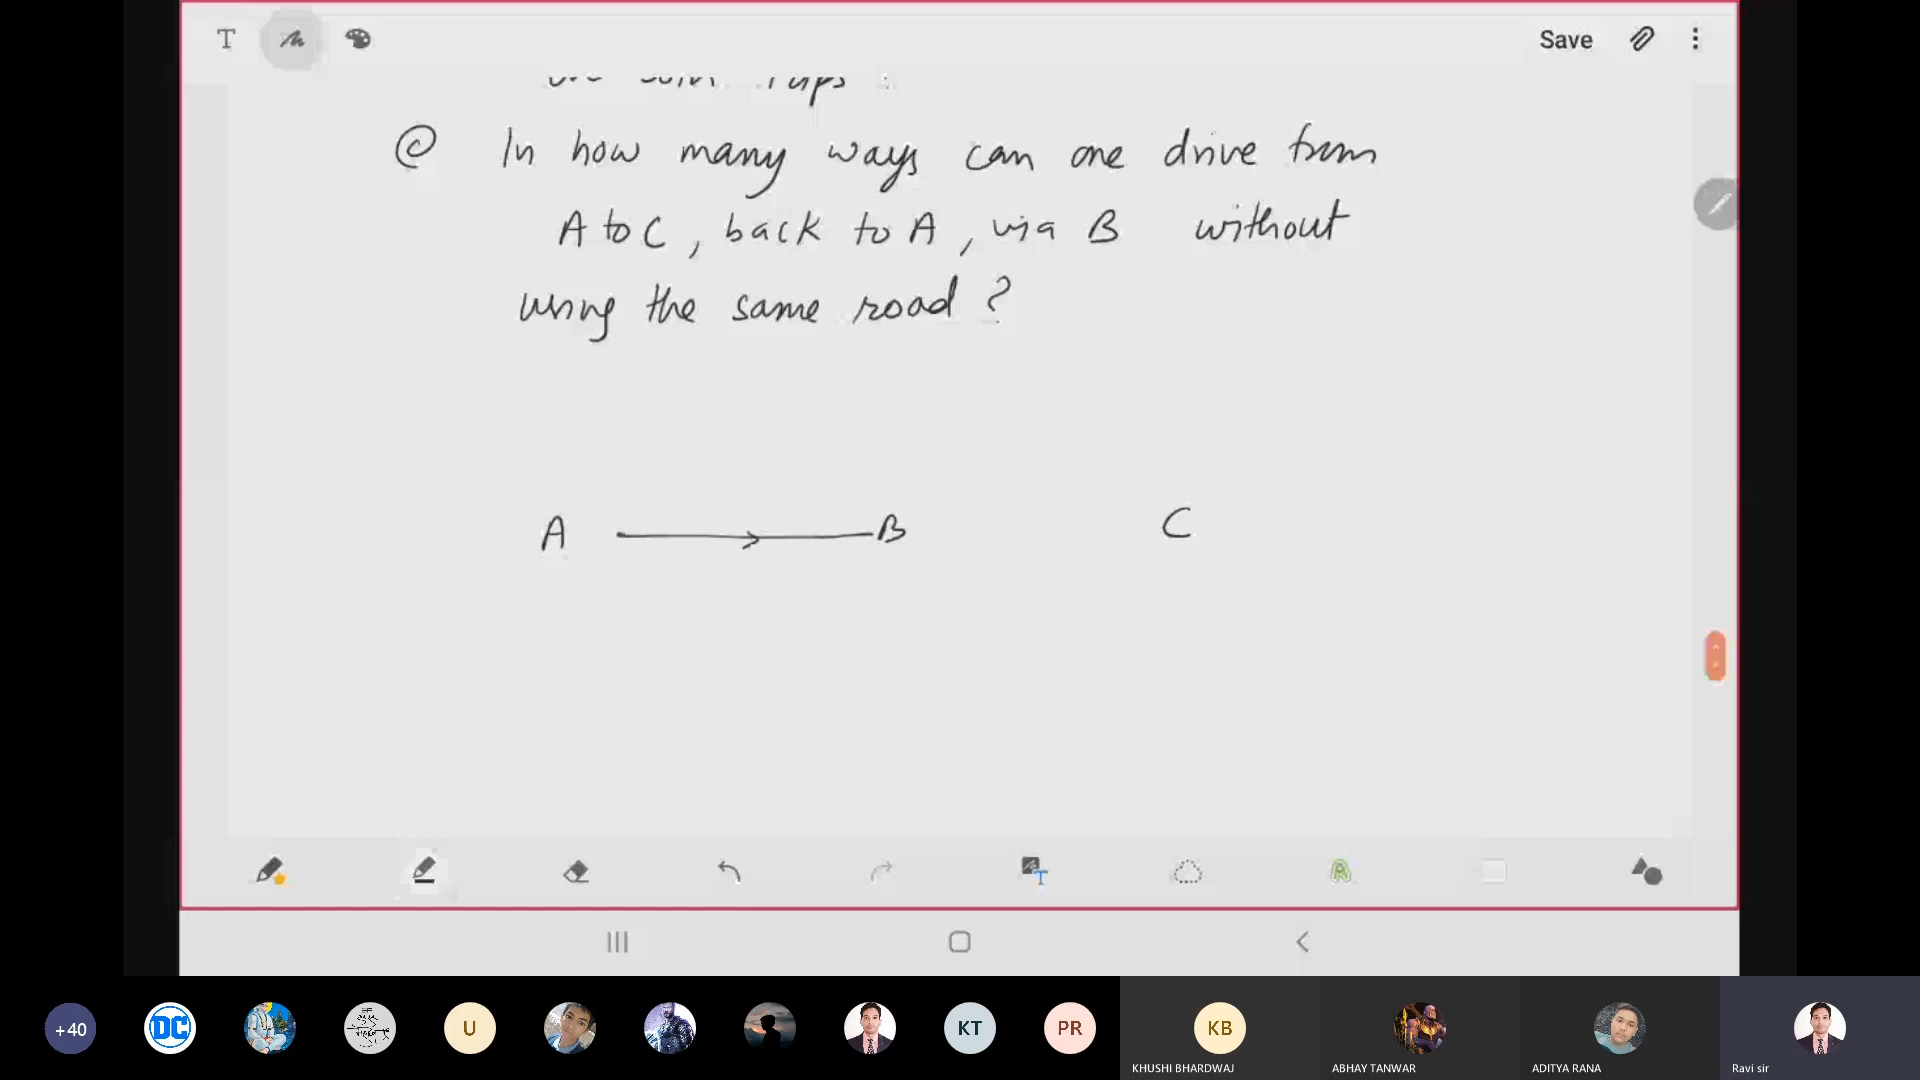 T Save
ⓒ In how many ways can one drive from
A to C, back to A, via B without
using the same road ?
A B C
T
A
+40 DC U KT PR KB
KHUSHI BHARDWAJ ABHAY TANWAR ADITYA RANA Ravi sir